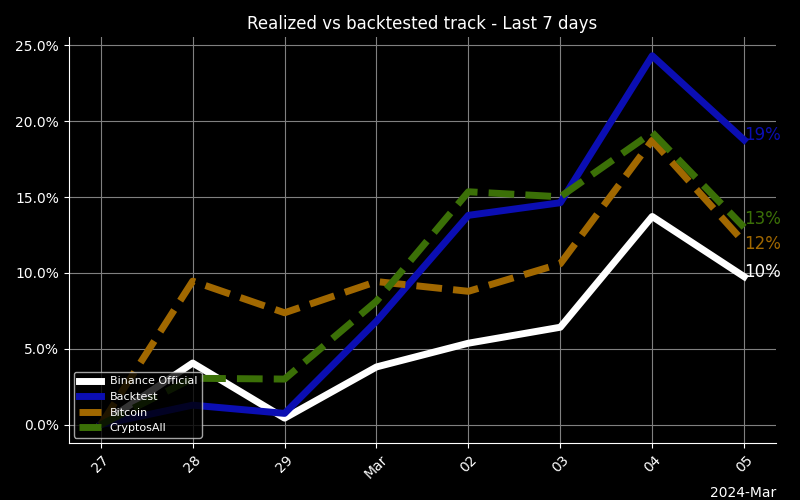 Realized vs backtested track - Last 7 days
25.0%
20.0%
15.0%
10.0%
5.0%
0.0%
19%
13%
12%
10%
Binance Official
Backtest
Bitcoin
CryptosAll
27 28 29 Mar 02 03 04 05
2024-Mar